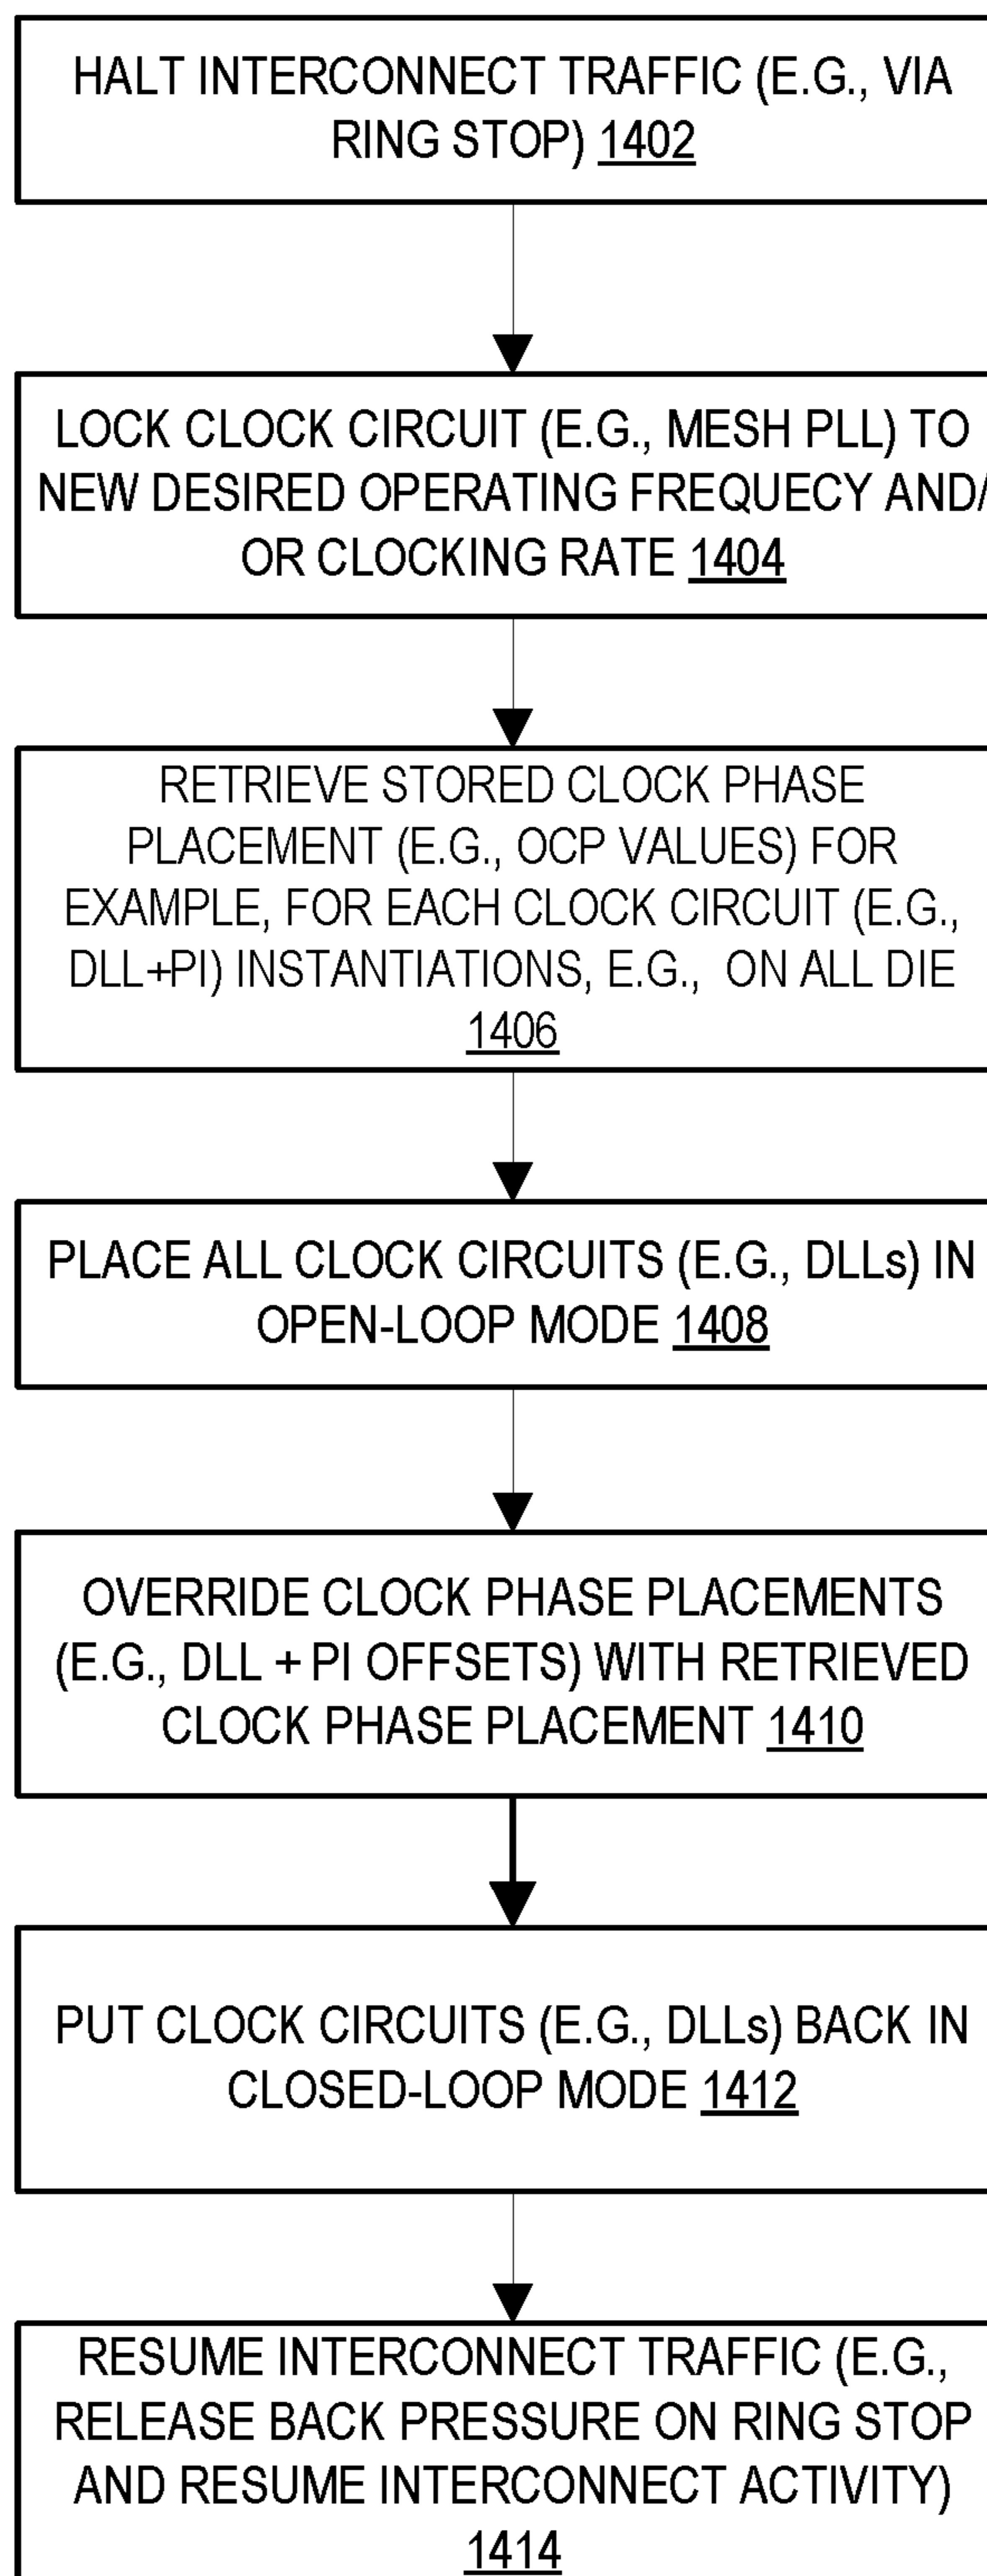 HALT INTERCONNECT TRAFFIC (E.G., VIA
RING STOP) 1402
LOCK CLOCK CIRCUIT (E.G., MESH PLL) TO
NEW DESIRED OPERATING FREQUECY AND/
OR CLOCKING RATE 1404
RETRIEVE STORED CLOCK PHASE
PLACEMENT (E.G., OCP VALUES) FOR
EXAMPLE, FOR EACH CLOCK CIRCUIT (E.G.,
DLL+PI) INSTANTIATIONS, E.G., ON ALL DIE
1406
PLACE ALL CLOCK CIRCUITS (E.G., DLLs) IN
OPEN-LOOP MODE 1408
OVERRIDE CLOCK PHASE PLACEMENTS
(E.G., DLL + PI OFFSETS) WITH RETRIEVED
CLOCK PHASE PLACEMENT 1410
PUT CLOCK CIRCUITS (E.G., DLLs) BACK IN
CLOSED-LOOP MODE 1412
RESUME INTERCONNECT TRAFFIC (E.G.,
RELEASE BACK PRESSURE ON RING STOP
AND RESUME INTERCONNECT ACTIVITY)
1414